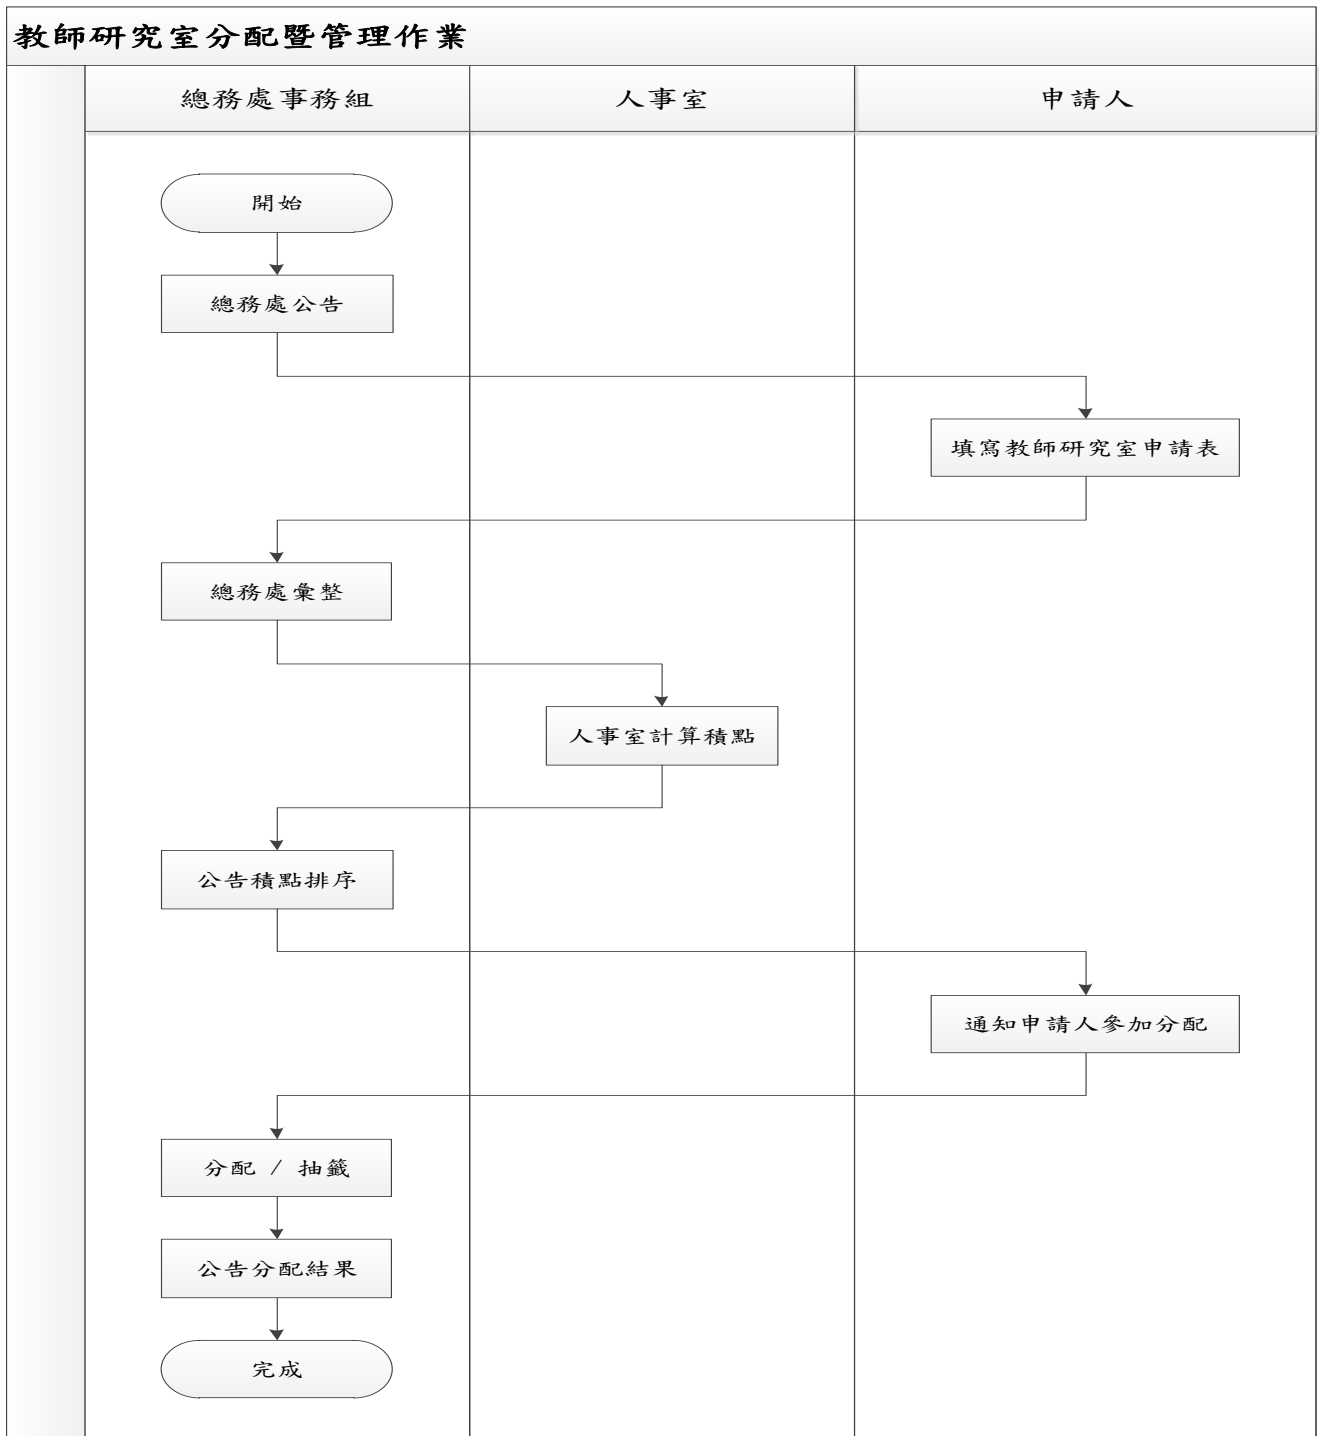 教師研究室分配暨管理作業
總務處事務組
人事室
申請人
開始
總務處公告
填寫教師研究室申請表
總務處彙整
人事室計算積點
公告積點排序
通知申請人參加分配
分配 / 抽籤
公告分配結果
完成